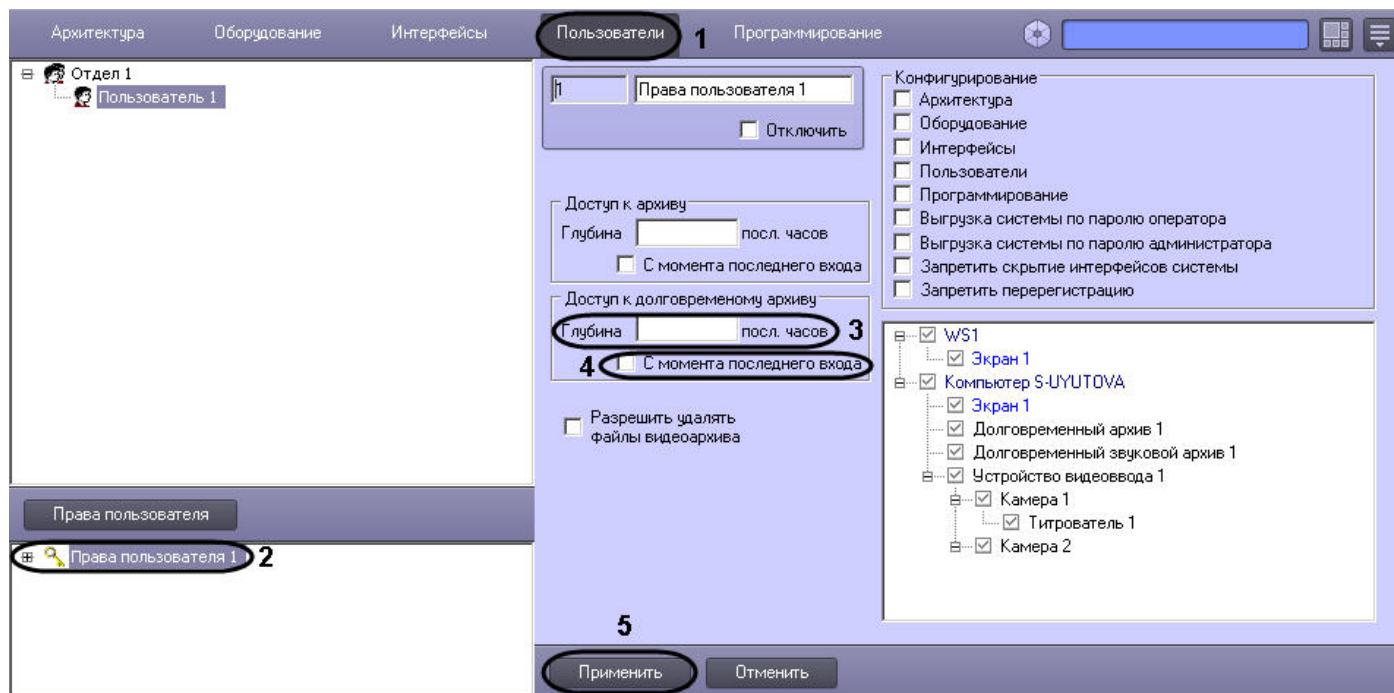 Архитектура Оборудование Интерфейсы Пользователи 1 Программирование
Отдел 1
Пользователь 1
Права пользователя
Права пользователя 1 2
1 Права пользователя 1
Отключить
Доступ к архиву
Глубина посл. часов
С момента последнего входа
Доступ к долговременому архиву
Глубина посл. часов 3
4 С момента последнего входа
Разрешить удалять
файлы видеоархива
Конфигурирование
Архитектура
Оборудование
Интерфейсы
Пользователи
Программирование
Выгрузка системы по паролю оператора
Выгрузка системы по паролю администратора
Запретить скрытие интерфейсов системы
Запретить перерегистрацию
WS1
Экран 1
Компьютер S-UYUTOVA
Экран 1
Долговременный архив 1
Долговременный звуковой архив 1
Устройство видеоввода 1
Камера 1
Титрователь 1
Камера 2
5
Применить Отменить